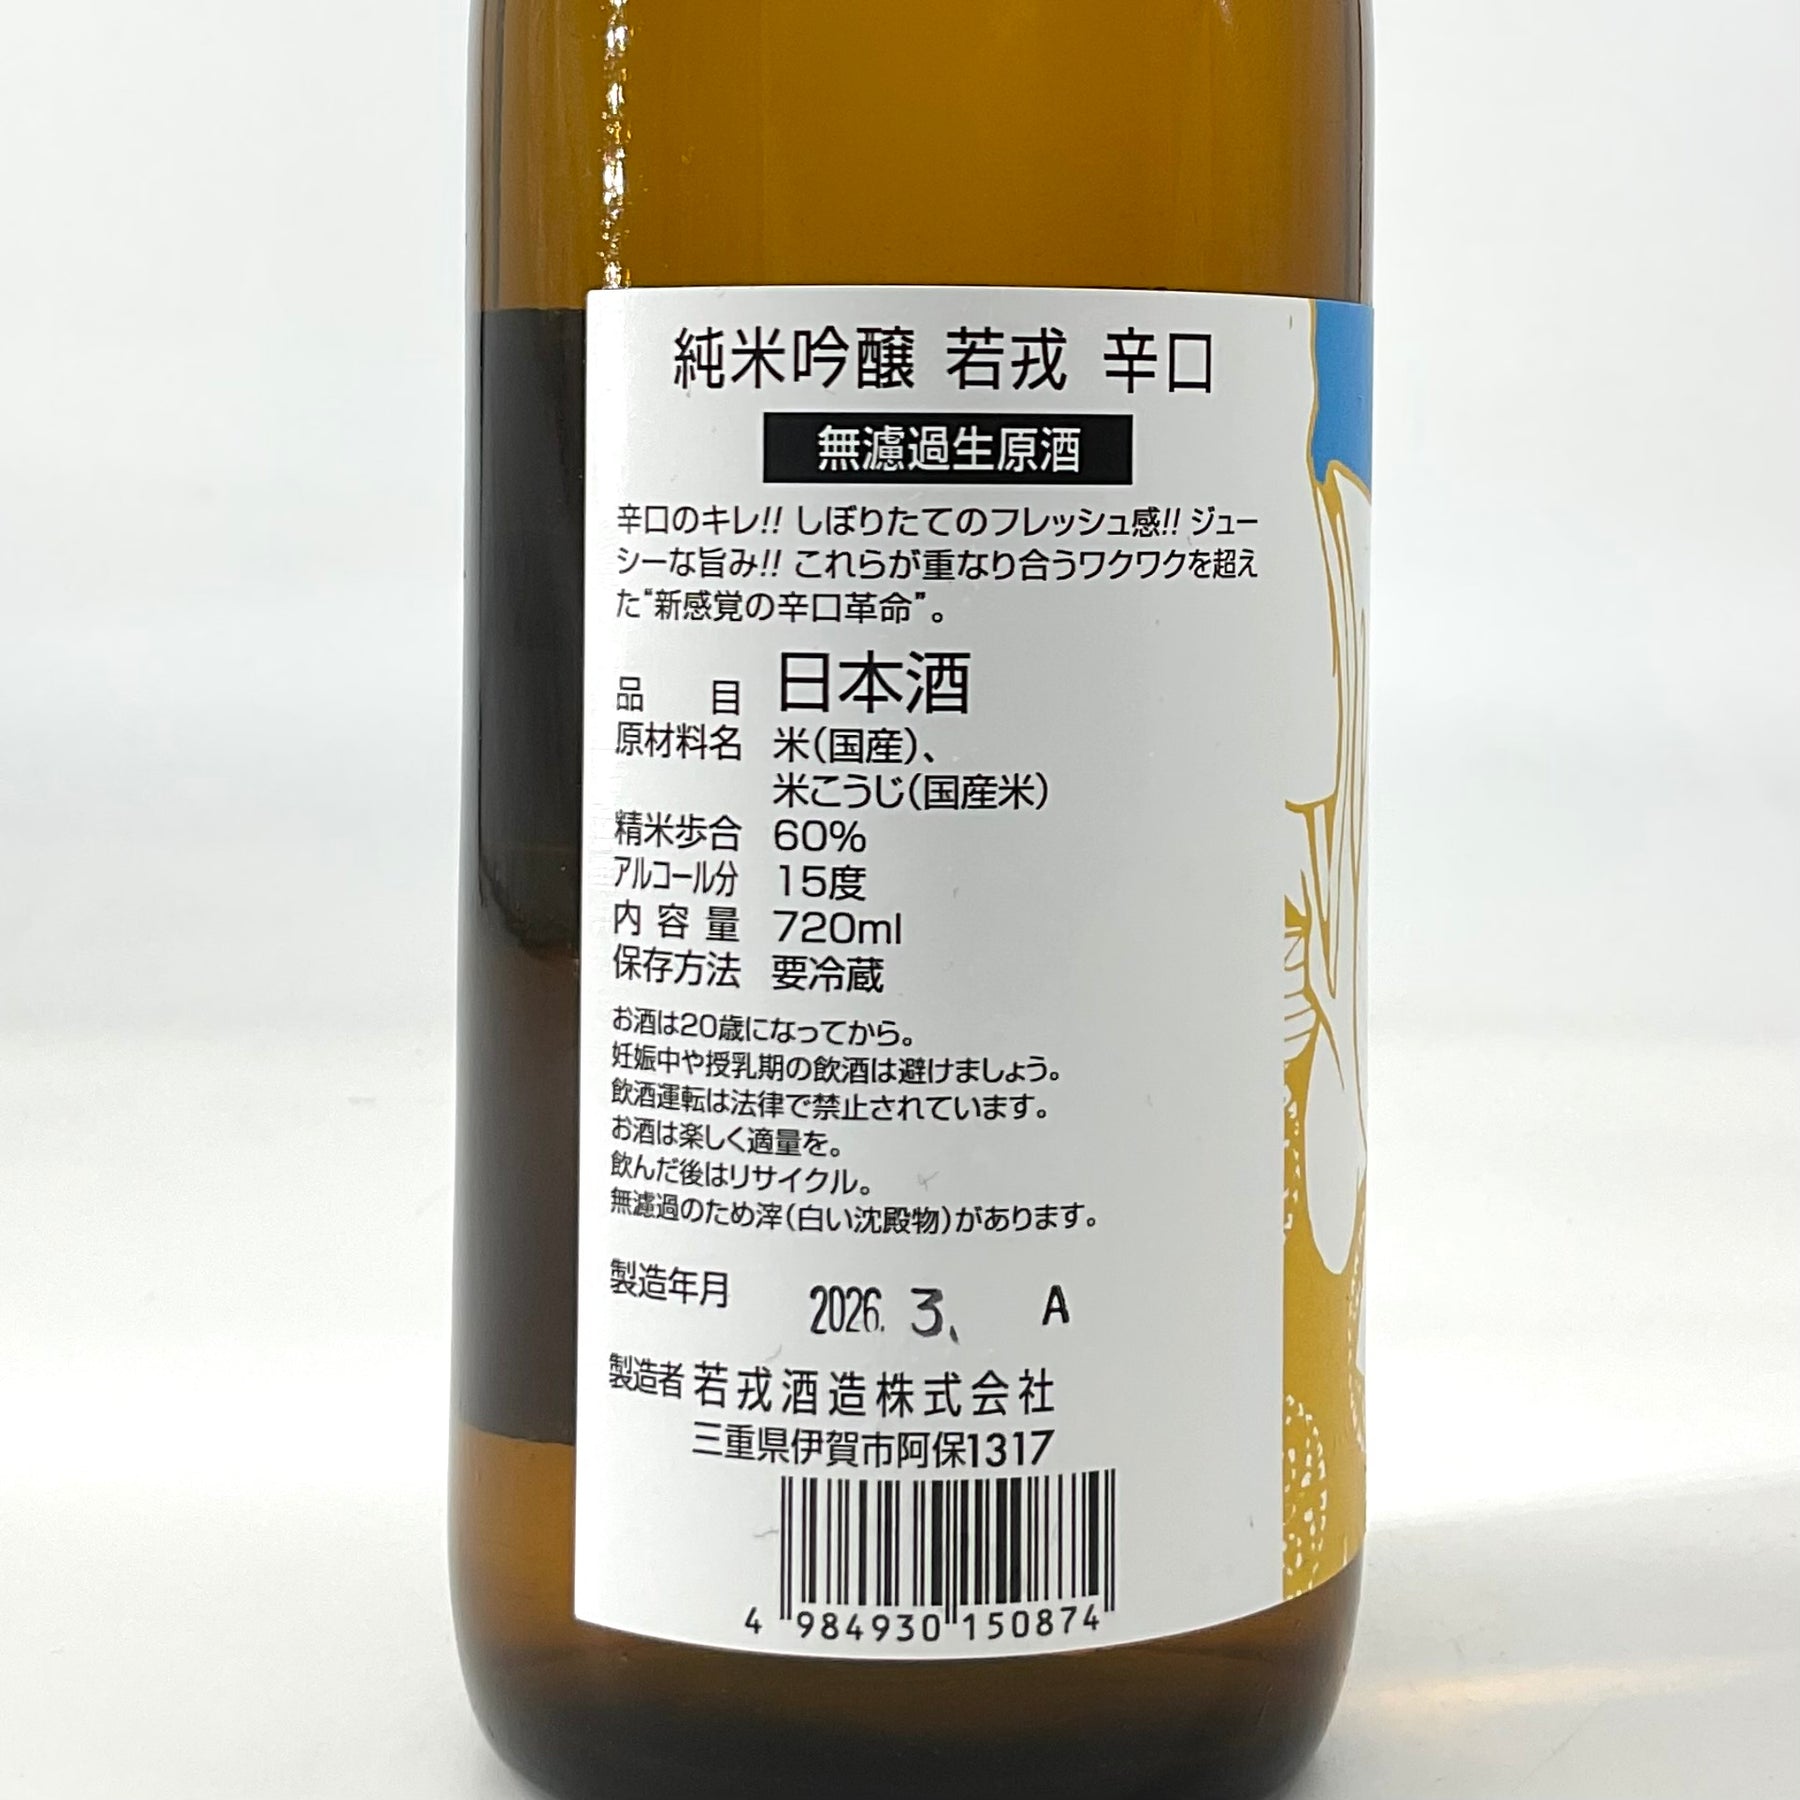 純米吟醸 若戎 辛口
無濾過生原酒
辛口のキレ!! しぼりたてのフレッシュ感!! ジュー
シーな旨み!! これらが重なり合うワクワクを超え
た“新感覚の辛口革命”。
品目 日本酒
原材料名 米(国産)、
米こうじ(国産米)
精米歩合 60%
アルコール分 15度
内容量 720ml
保存方法 要冷蔵
お酒は20歳になってから。
妊娠中や授乳期の飲酒は避けましょう。
飲酒運転は法律で禁止されています。
お酒は楽しく適量を。
飲んだ後はリサイクル。
無濾過のため滓(白い沈殿物)があります。
製造年月 2026. 3、 A
製造者 若戎酒造株式会社
三重県伊賀市阿保1317
4 984930 150874